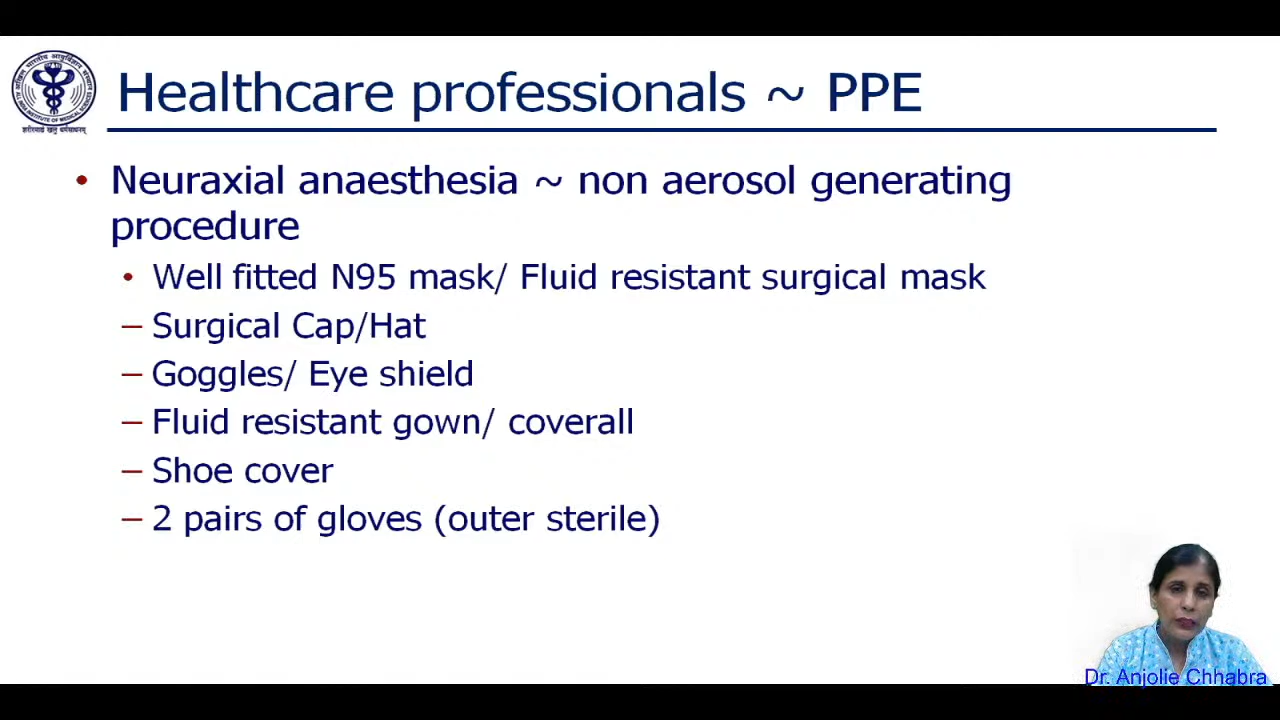 Healthcare professionals ~ PPE
• Neuraxial anaesthesia ~ non aerosol generating
procedure
• Well fitted N95 mask/ Fluid resistant surgical mask
– Surgical Cap/Hat
– Goggles/ Eye shield
– Fluid resistant gown/ coverall
– Shoe cover
– 2 pairs of gloves (outer sterile)
Dr. Anjolie Chhabra